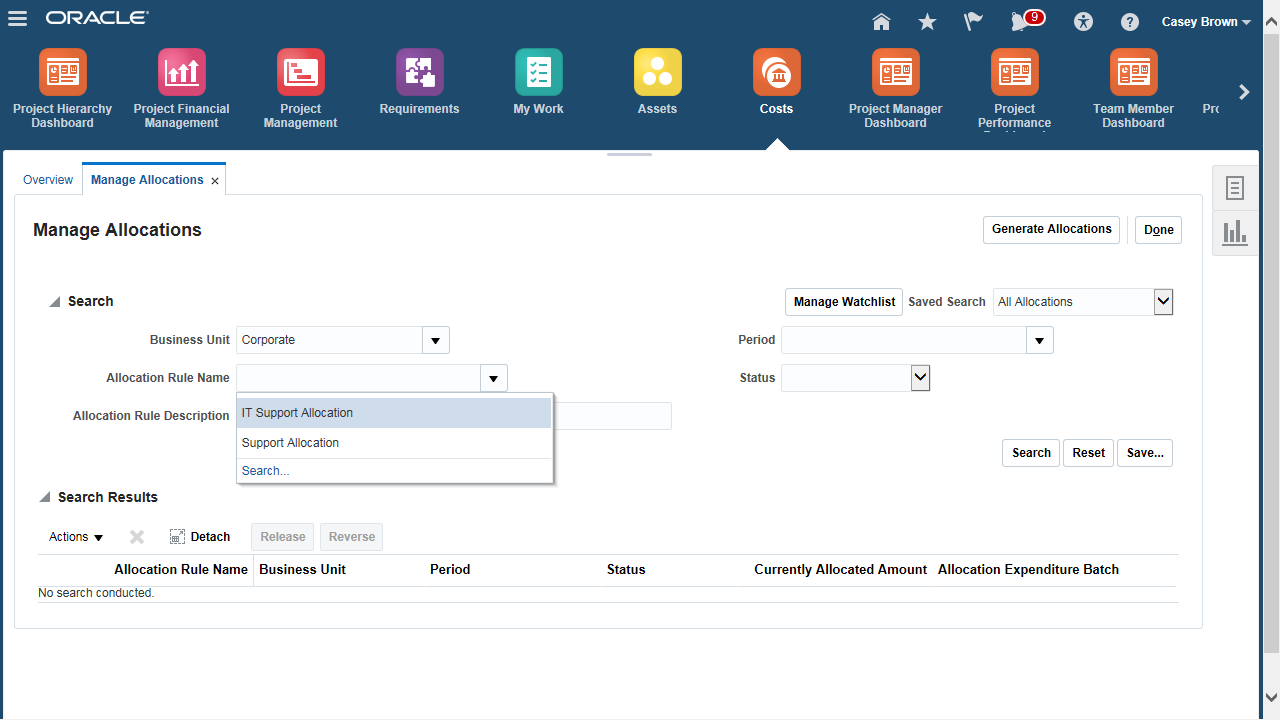 ORACLE
9
Casey Brown
Project Hierarchy
Dashboard
Project Financial
Management
Project
Management
Requirements
My Work
Assets
Costs
Project Manager
Dashboard
Project
Performance
Team Member
Dashboard
Overview
Manage Allocations
Manage Allocations
Generate Allocations
Done
Search
Manage Watchlist
Saved Search
All Allocations
Business Unit
Corporate
Period
Allocation Rule Name
Status
Allocation Rule Description
IT Support Allocation
Support Allocation
Search...
Search
Reset
Save...
Search Results
Actions
Detach
Release
Reverse
Allocation Rule Name
Business Unit
Period
Status
Currently Allocated Amount
Allocation Expenditure Batch
No search conducted.